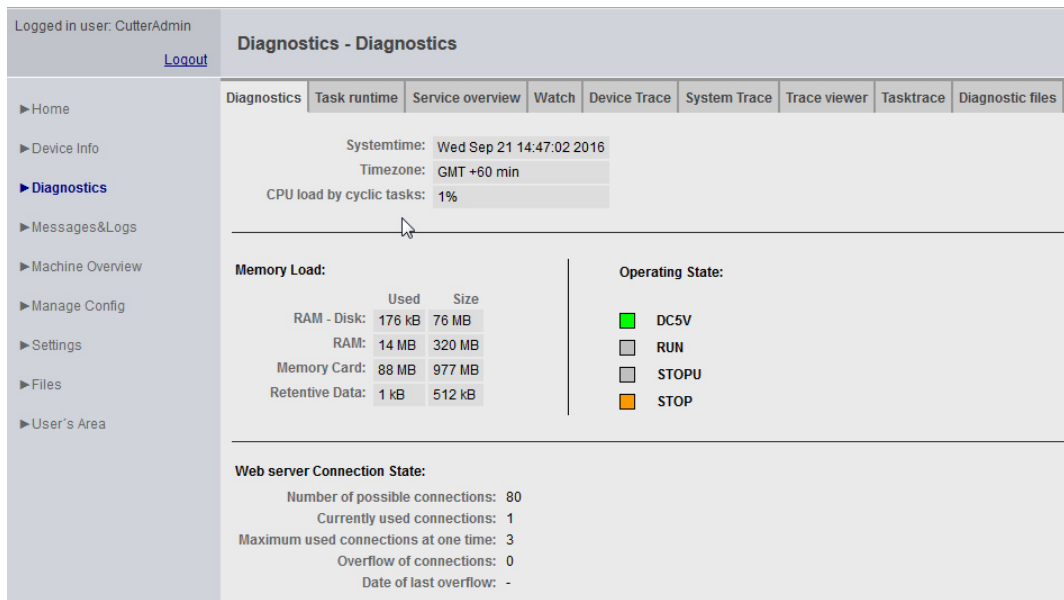 Logged in user: CutterAdmin
Logout
Diagnostics - Diagnostics
►Home
►Device Info
►Diagnostics
►Messages&Logs
►Machine Overview
►Manage Config
►Settings
►Files
►User´s Area
Diagnostics Task runtime Service overview Watch Device Trace System Trace Trace viewer Tasktrace Diagnostic files
Systemtime: Wed Sep 21 14:47:02 2016
Timezone: GMT +60 min
CPU load by cyclic tasks: 1%
Memory Load:
Used Size
RAM - Disk: 176 kB 76 MB
RAM: 14 MB 320 MB
Memory Card: 88 MB 977 MB
Retentive Data: 1 kB 512 kB
Operating State:
DC5V
RUN
STOPU
STOP
Web server Connection State:
Number of possible connections: 80
Currently used connections: 1
Maximum used connections at one time: 3
Overflow of connections: 0
Date of last overflow: -